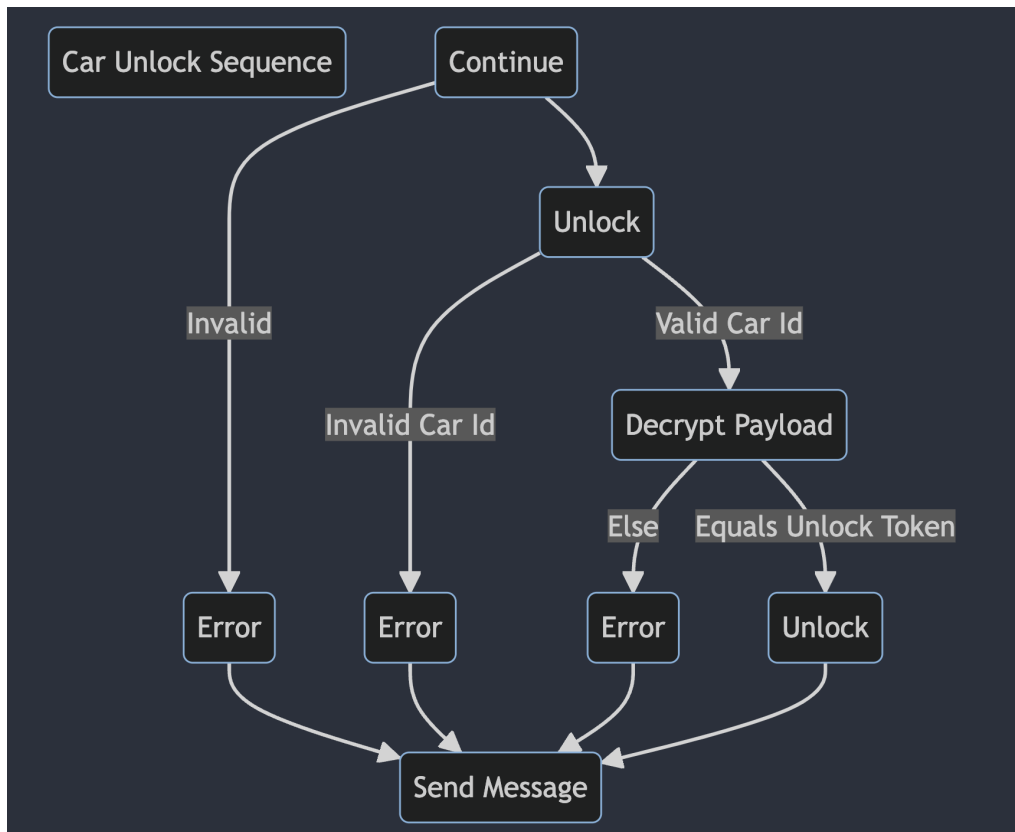 Car Unlock Sequence
Continue
Unlock
Invalid
Valid Car Id
Invalid Car Id
Decrypt Payload
Else
Equals Unlock Token
Error
Error
Error
Unlock
Send Message